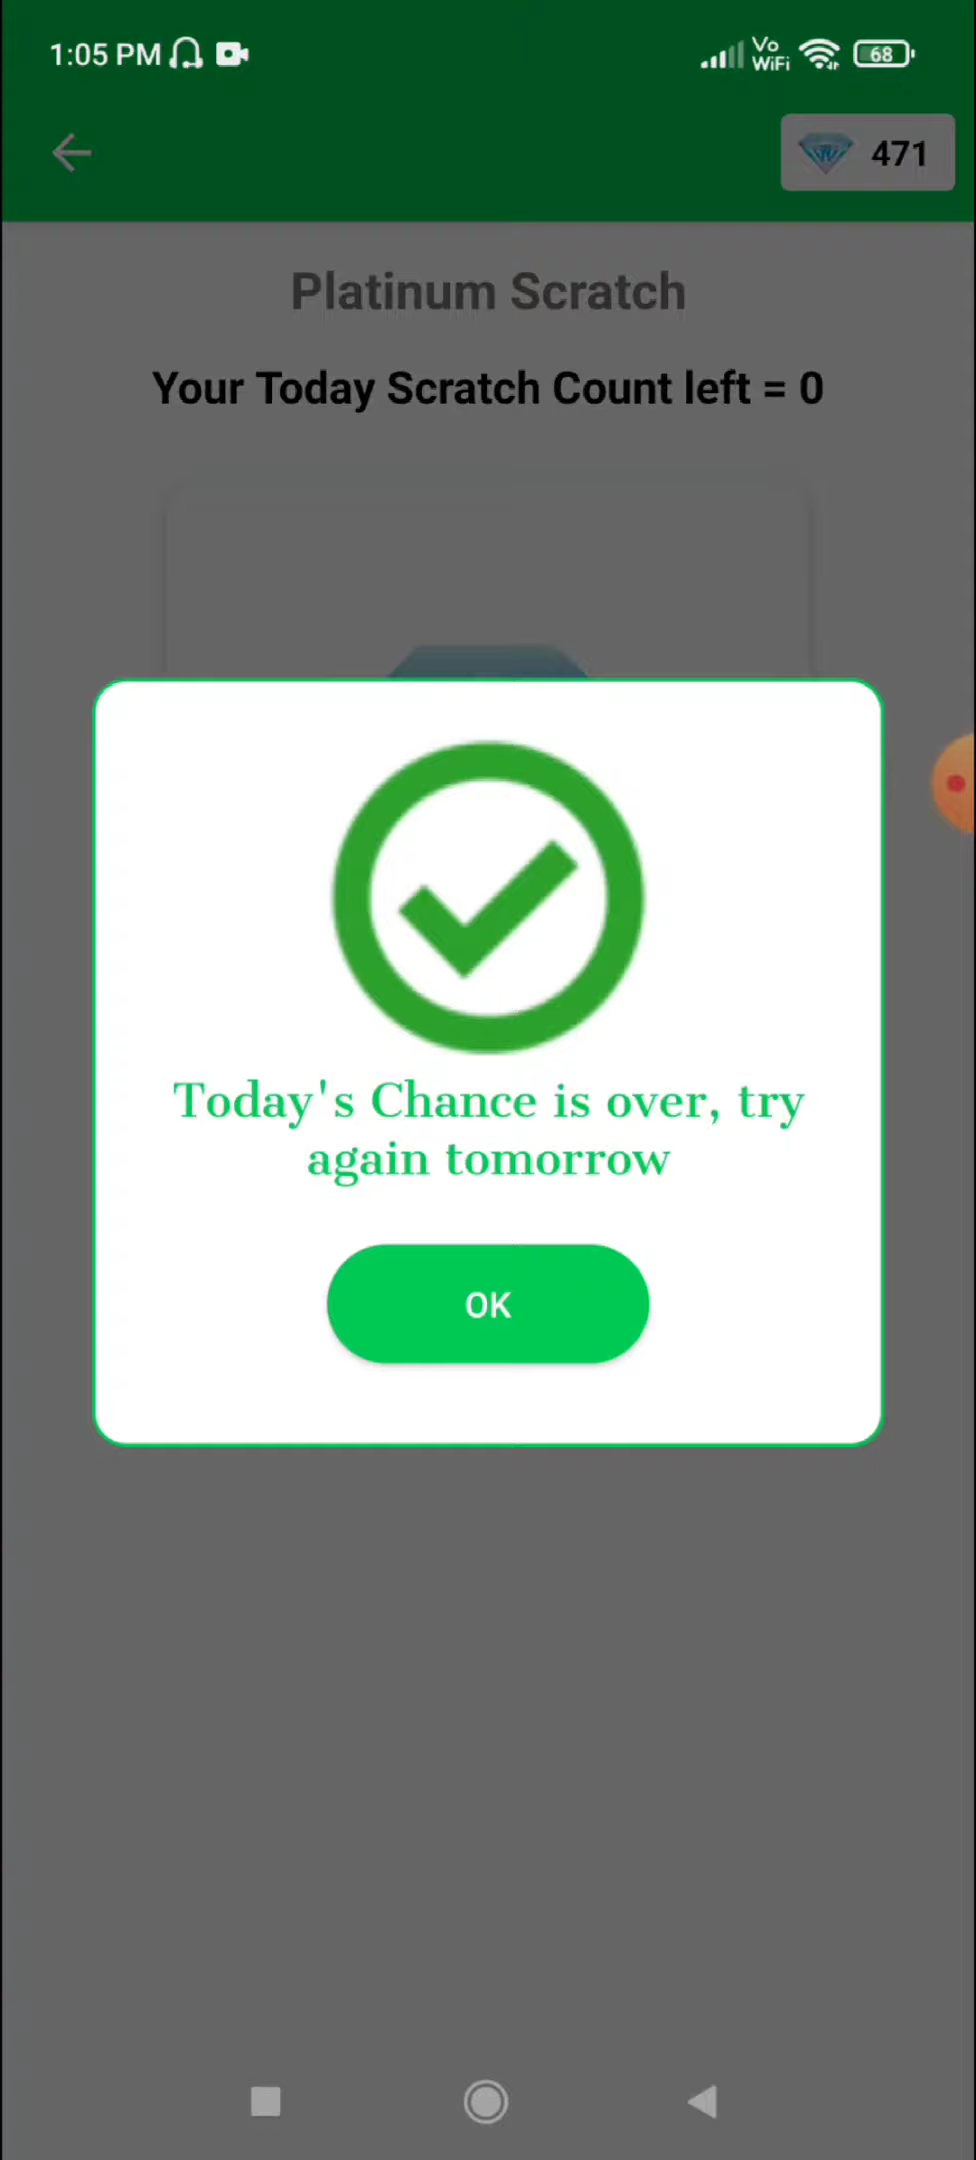 1:05 PM
Vo
WiFi
68
471
Platinum Scratch
Your Today Scratch Count left = 0
Today's Chance is over, try
again tomorrow
OK